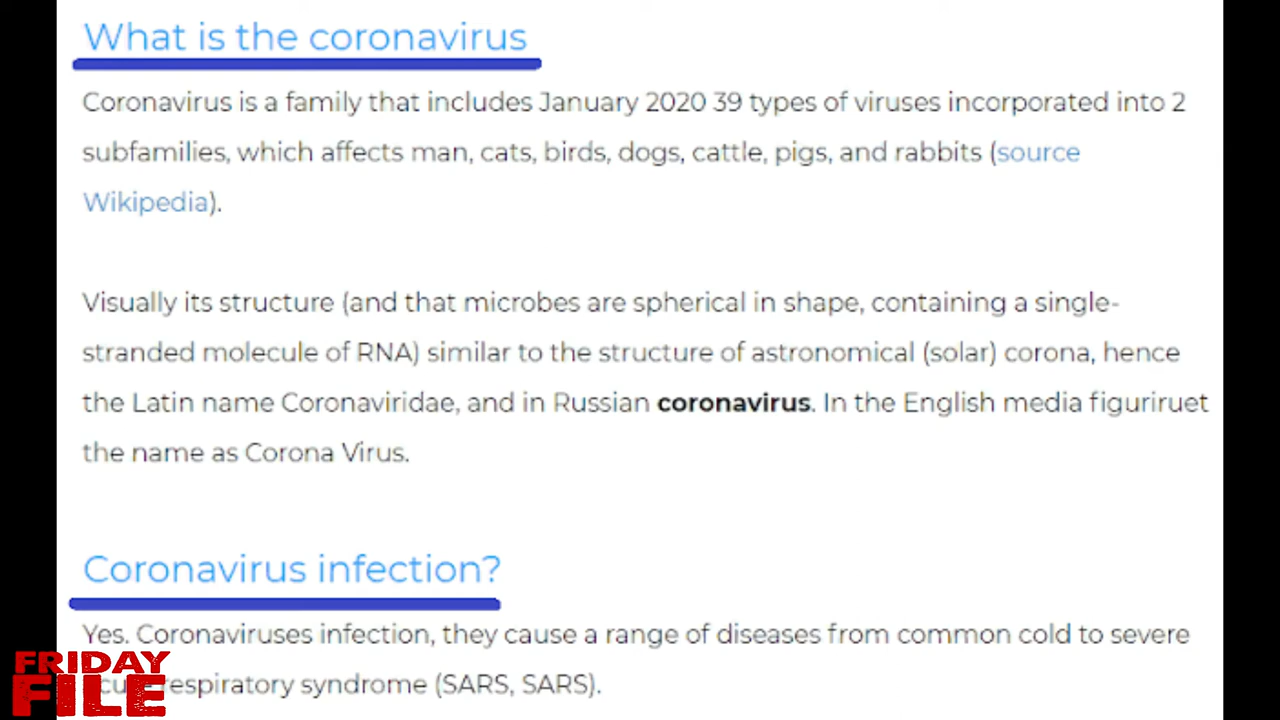 What is the coronavirus
Coronavirus is a family that includes January 2020 39 types of viruses incorporated into 2
subfamilies, which affects man, cats, birds, dogs, cattle, pigs, and rabbits (source
Wikipedia).
Visually its structure (and that microbes are spherical in shape, containing a single-
stranded molecule of RNA) similar to the structure of astronomical (solar) corona, hence
the Latin name Coronaviridae, and in Russian coronavirus. In the English media figuriruet
the name as Corona Virus.
Coronavirus infection?
Yes. Coronaviruses infection, they cause a range of diseases from common cold to severe
respiratory syndrome (SARS, SARS).
FRIDAY
FILE